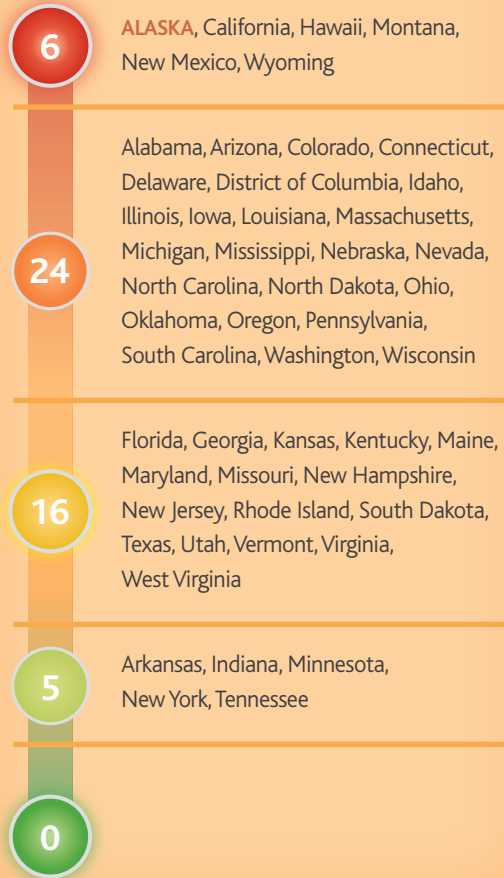 6
ALASKA, California, Hawaii, Montana,
New Mexico, Wyoming
24
Alabama, Arizona, Colorado, Connecticut,
Delaware, District of Columbia, Idaho,
Illinois, Iowa, Louisiana, Massachusetts,
Michigan, Mississippi, Nebraska, Nevada,
North Carolina, North Dakota, Ohio,
Oklahoma, Oregon, Pennsylvania,
South Carolina, Washington, Wisconsin
16
Florida, Georgia, Kansas, Kentucky, Maine,
Maryland, Missouri, New Hampshire,
New Jersey, Rhode Island, South Dakota,
Texas, Utah, Vermont, Virginia,
West Virginia
5
Arkansas, Indiana, Minnesota,
New York, Tennessee
0